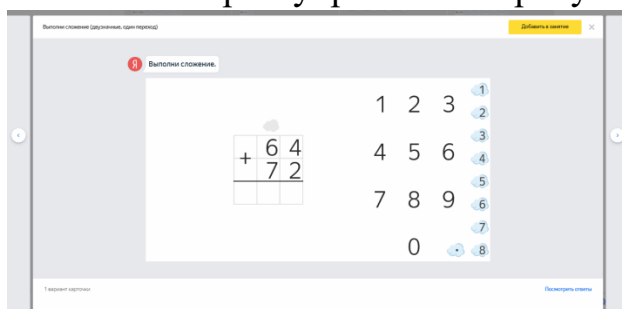 Выполни сложение (двузначные, один переход)
Добавить в занятие
Я Выполни сложение.
1 2 3
4 5 6
7 8 9
0 •
1
2
3
4
5
6
7
8
6 4
+ 7 2
1 вариант карточки
Посмотреть ответы